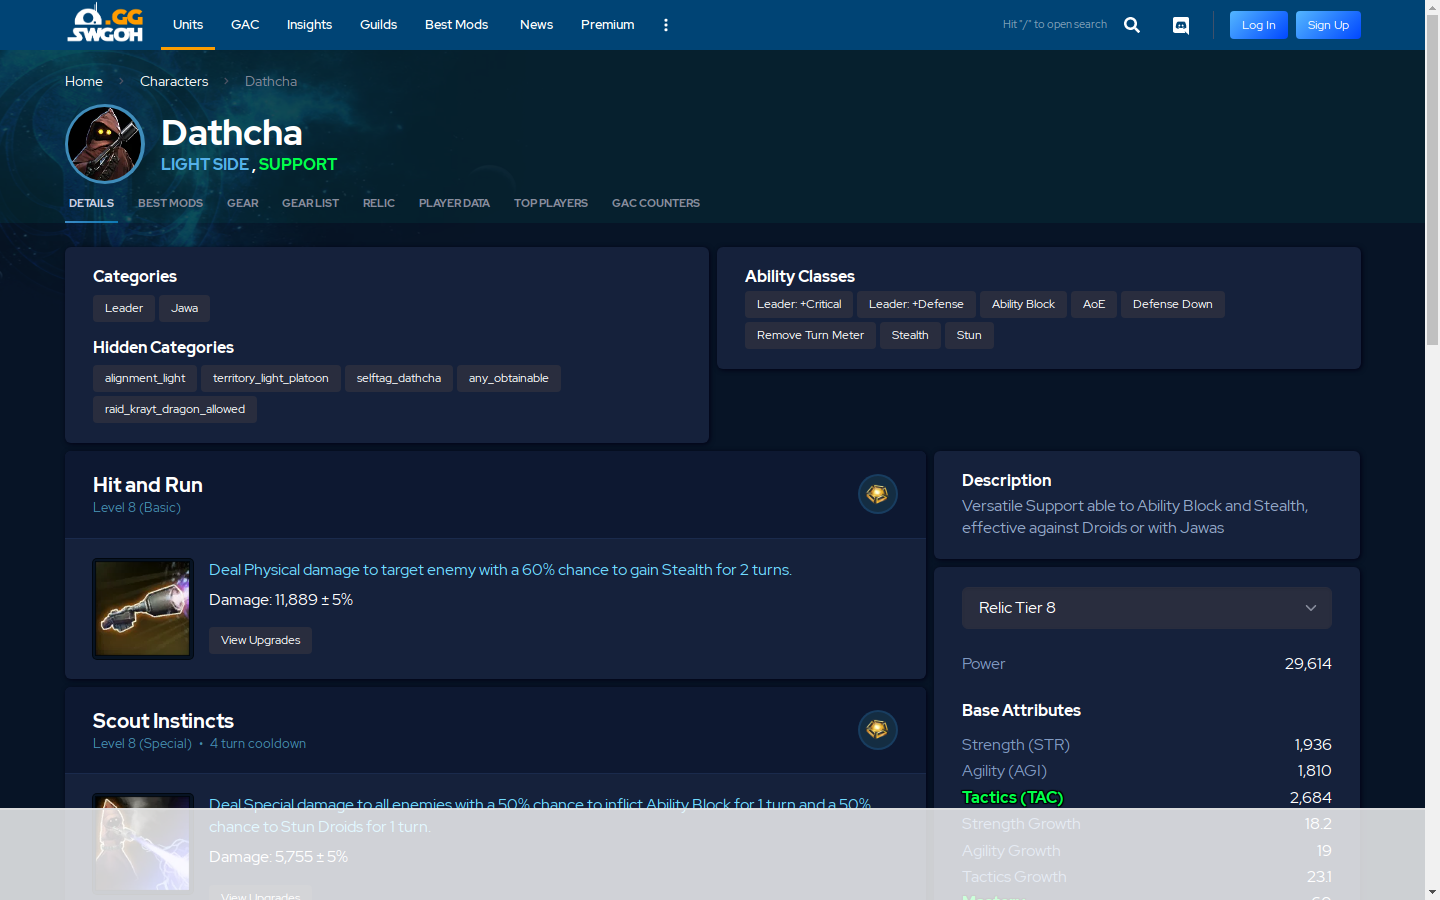 .GG
SWGOH
Units
GAC
Insights
Guilds
Best Mods
News
Premium
Hit "/" to open search
Log In
Sign Up
Home > Characters > Dathcha
Dathcha
LIGHT SIDE, SUPPORT
DETAILS
BEST MODS
GEAR
GEAR LIST
RELIC
PLAYER DATA
TOP PLAYERS
GAC COUNTERS
Categories
Leader
Jawa
Hidden Categories
alignment_light
territory_light_platoon
selftag_dathcha
any_obtainable
raid_krayt_dragon_allowed
Ability Classes
Leader: +Critical
Leader: +Defense
Ability Block
AoE
Defense Down
Remove Turn Meter
Stealth
Stun
Hit and Run
Level 8 (Basic)
Deal Physical damage to target enemy with a 60% chance to gain Stealth for 2 turns.
Damage: 11,889 ± 5%
View Upgrades
Scout Instincts
Level 8 (Special) • 4 turn cooldown
Deal Special damage to all enemies with a 50% chance to inflict Ability Block for 1 turn and a 50%
chance to Stun Droids for 1 turn.
Damage: 5,755 ± 5%
View Upgrades
Description
Versatile Support able to Ability Block and Stealth,
effective against Droids or with Jawas
Relic Tier 8
Power 29,614
Base Attributes
Strength (STR) 1,936
Agility (AGI) 1,810
Tactics (TAC) 2,684
Strength Growth 18.2
Agility Growth 19
Tactics Growth 23.1